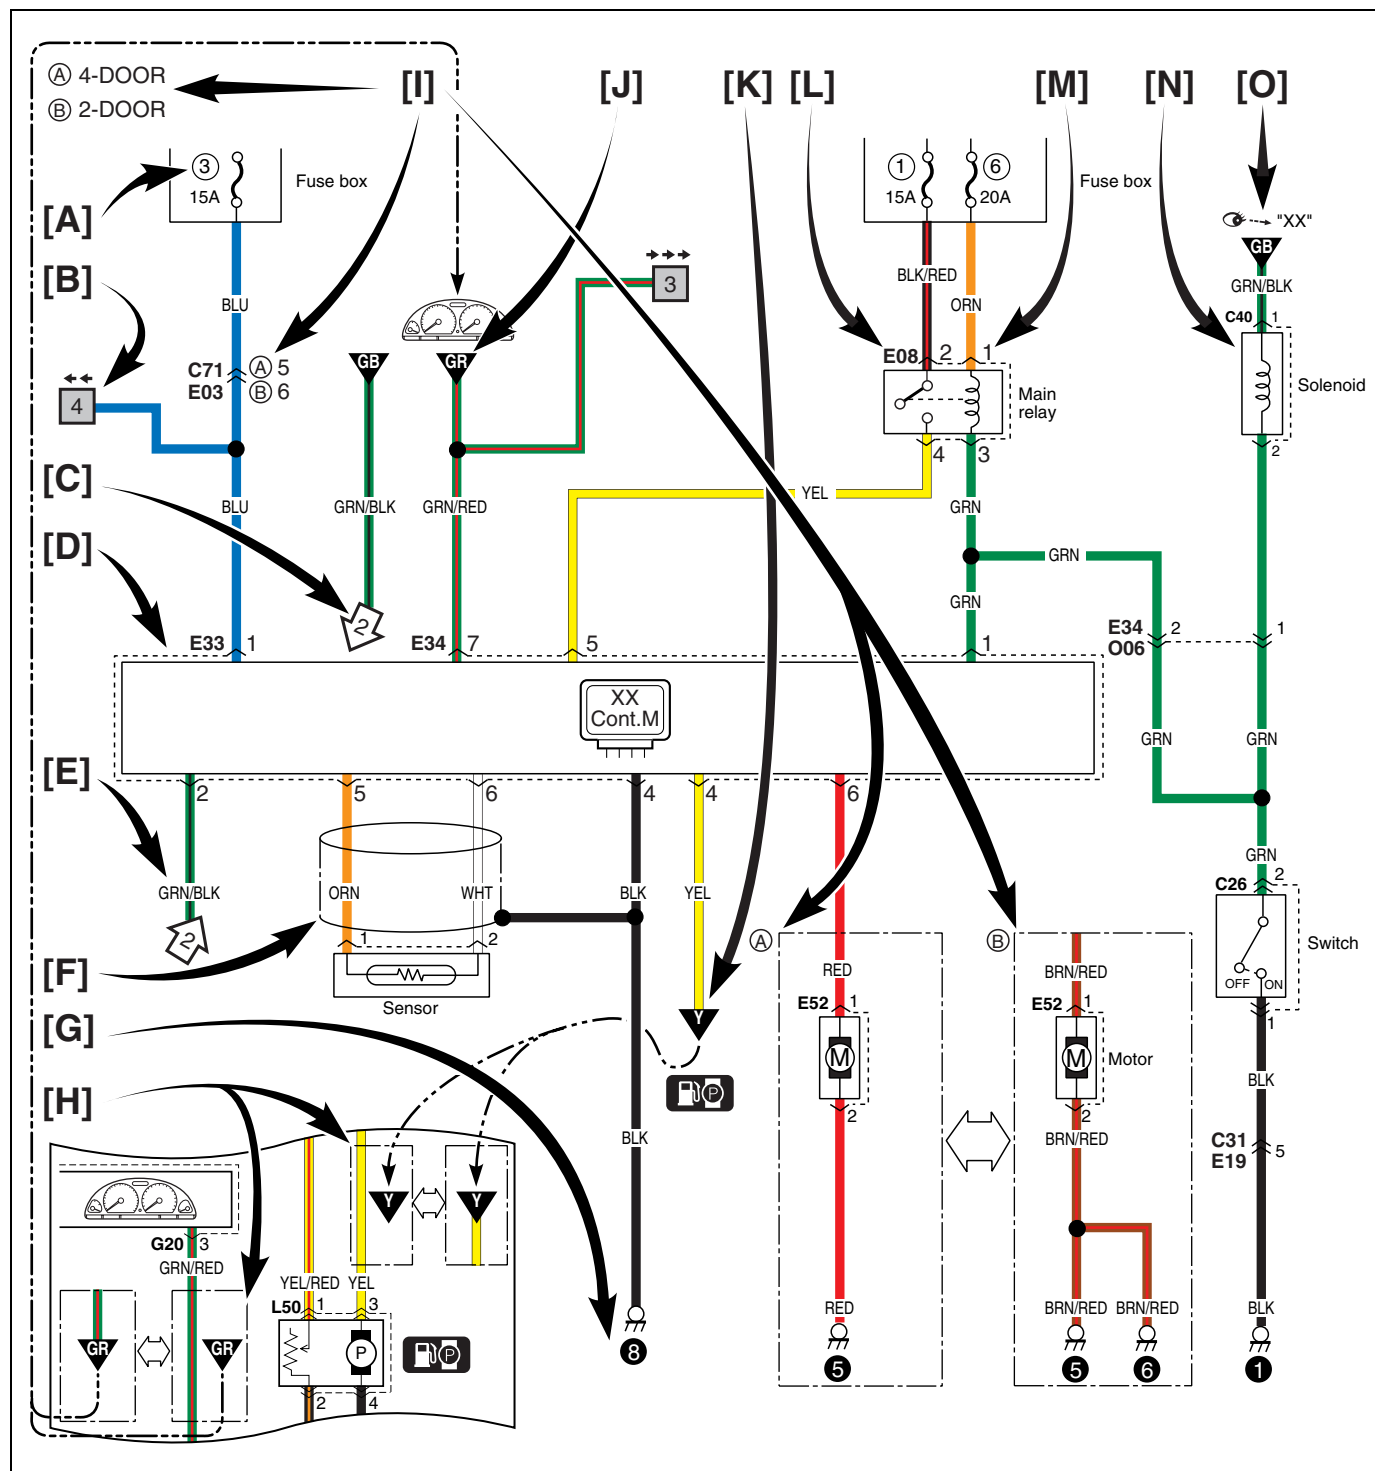 Ⓐ 4-DOOR
Ⓑ 2-DOOR
[I]
[J]
[K]
[L]
[M]
[N]
[O]
[A]
③
15A
Fuse box
①
15A
⑥
20A
Fuse box
"XX"
GB
GRN/BLK
[B]
BLU
3
BLK/RED
ORN
C40 1
C71 Ⓐ 5
E03 Ⓑ 6
4
GB
GR
E08 2 1
Main
relay
Solenoid
4 3
2
[C]
BLU
GRN/BLK
GRN/RED
YEL
GRN
[D]
GRN
GRN
2
E33 1
E34 7
5
1
E34 2
O06
1
XX
Cont.M
GRN
GRN
[E]
2
5
6
4
4
6
GRN/BLK
ORN
WHT
BLK
YEL
GRN
C26 2
2
1
2
Ⓐ
Ⓑ
Switch
OFF ON
1
[F]
Sensor
RED
BRN/RED
[G]
Y
E52 1
E52 1
M
M
Motor
2
2
[H]
P
BLK
BRN/RED
BLK
C31
E19
5
Y
Y
G20 3
GRN/RED
YEL/RED
YEL
L50 1
3
RED
BRN/RED
BRN/RED
BLK
GR
GR
P
P
2
4
8
5
5
6
1